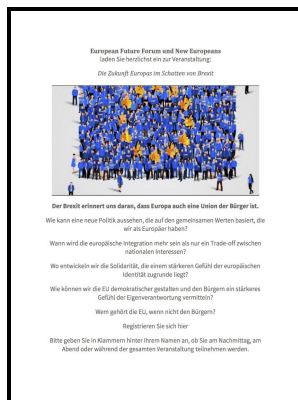 European Future Forum und New Europeans
laden Sie herzlichst ein zur Veranstaltung:
Die Zukunft Europas im Schatten von Brexit
Der Brexit erinnert uns daran, dass Europa auch eine Union der Bürger ist.
Wie kann eine neue Politik aussehen, die auf den gemeinsamen Werten basiert, die
wir als Europäer haben?
Wann wird die europäische Integration mehr sein als nur ein Trade-off zwischen
nationalen Interessen?
Wo entwickeln wir die Solidarität, die einem stärkeren Gefühl der europäischen
Identität zugrunde liegt?
Wie können wir die EU demokratischer gestalten und den Bürgern ein stärkeres
Gefühl der Eigenverantwortung vermitteln?
Wem gehört die EU, wenn nicht den Bürgern?
Registrieren Sie sich hier
Bitte geben Sie in Klammern hinter Ihrem Namen an, ob Sie am Nachmittag, am
Abend oder während der gesamten Veranstaltung teilnehmen werden.